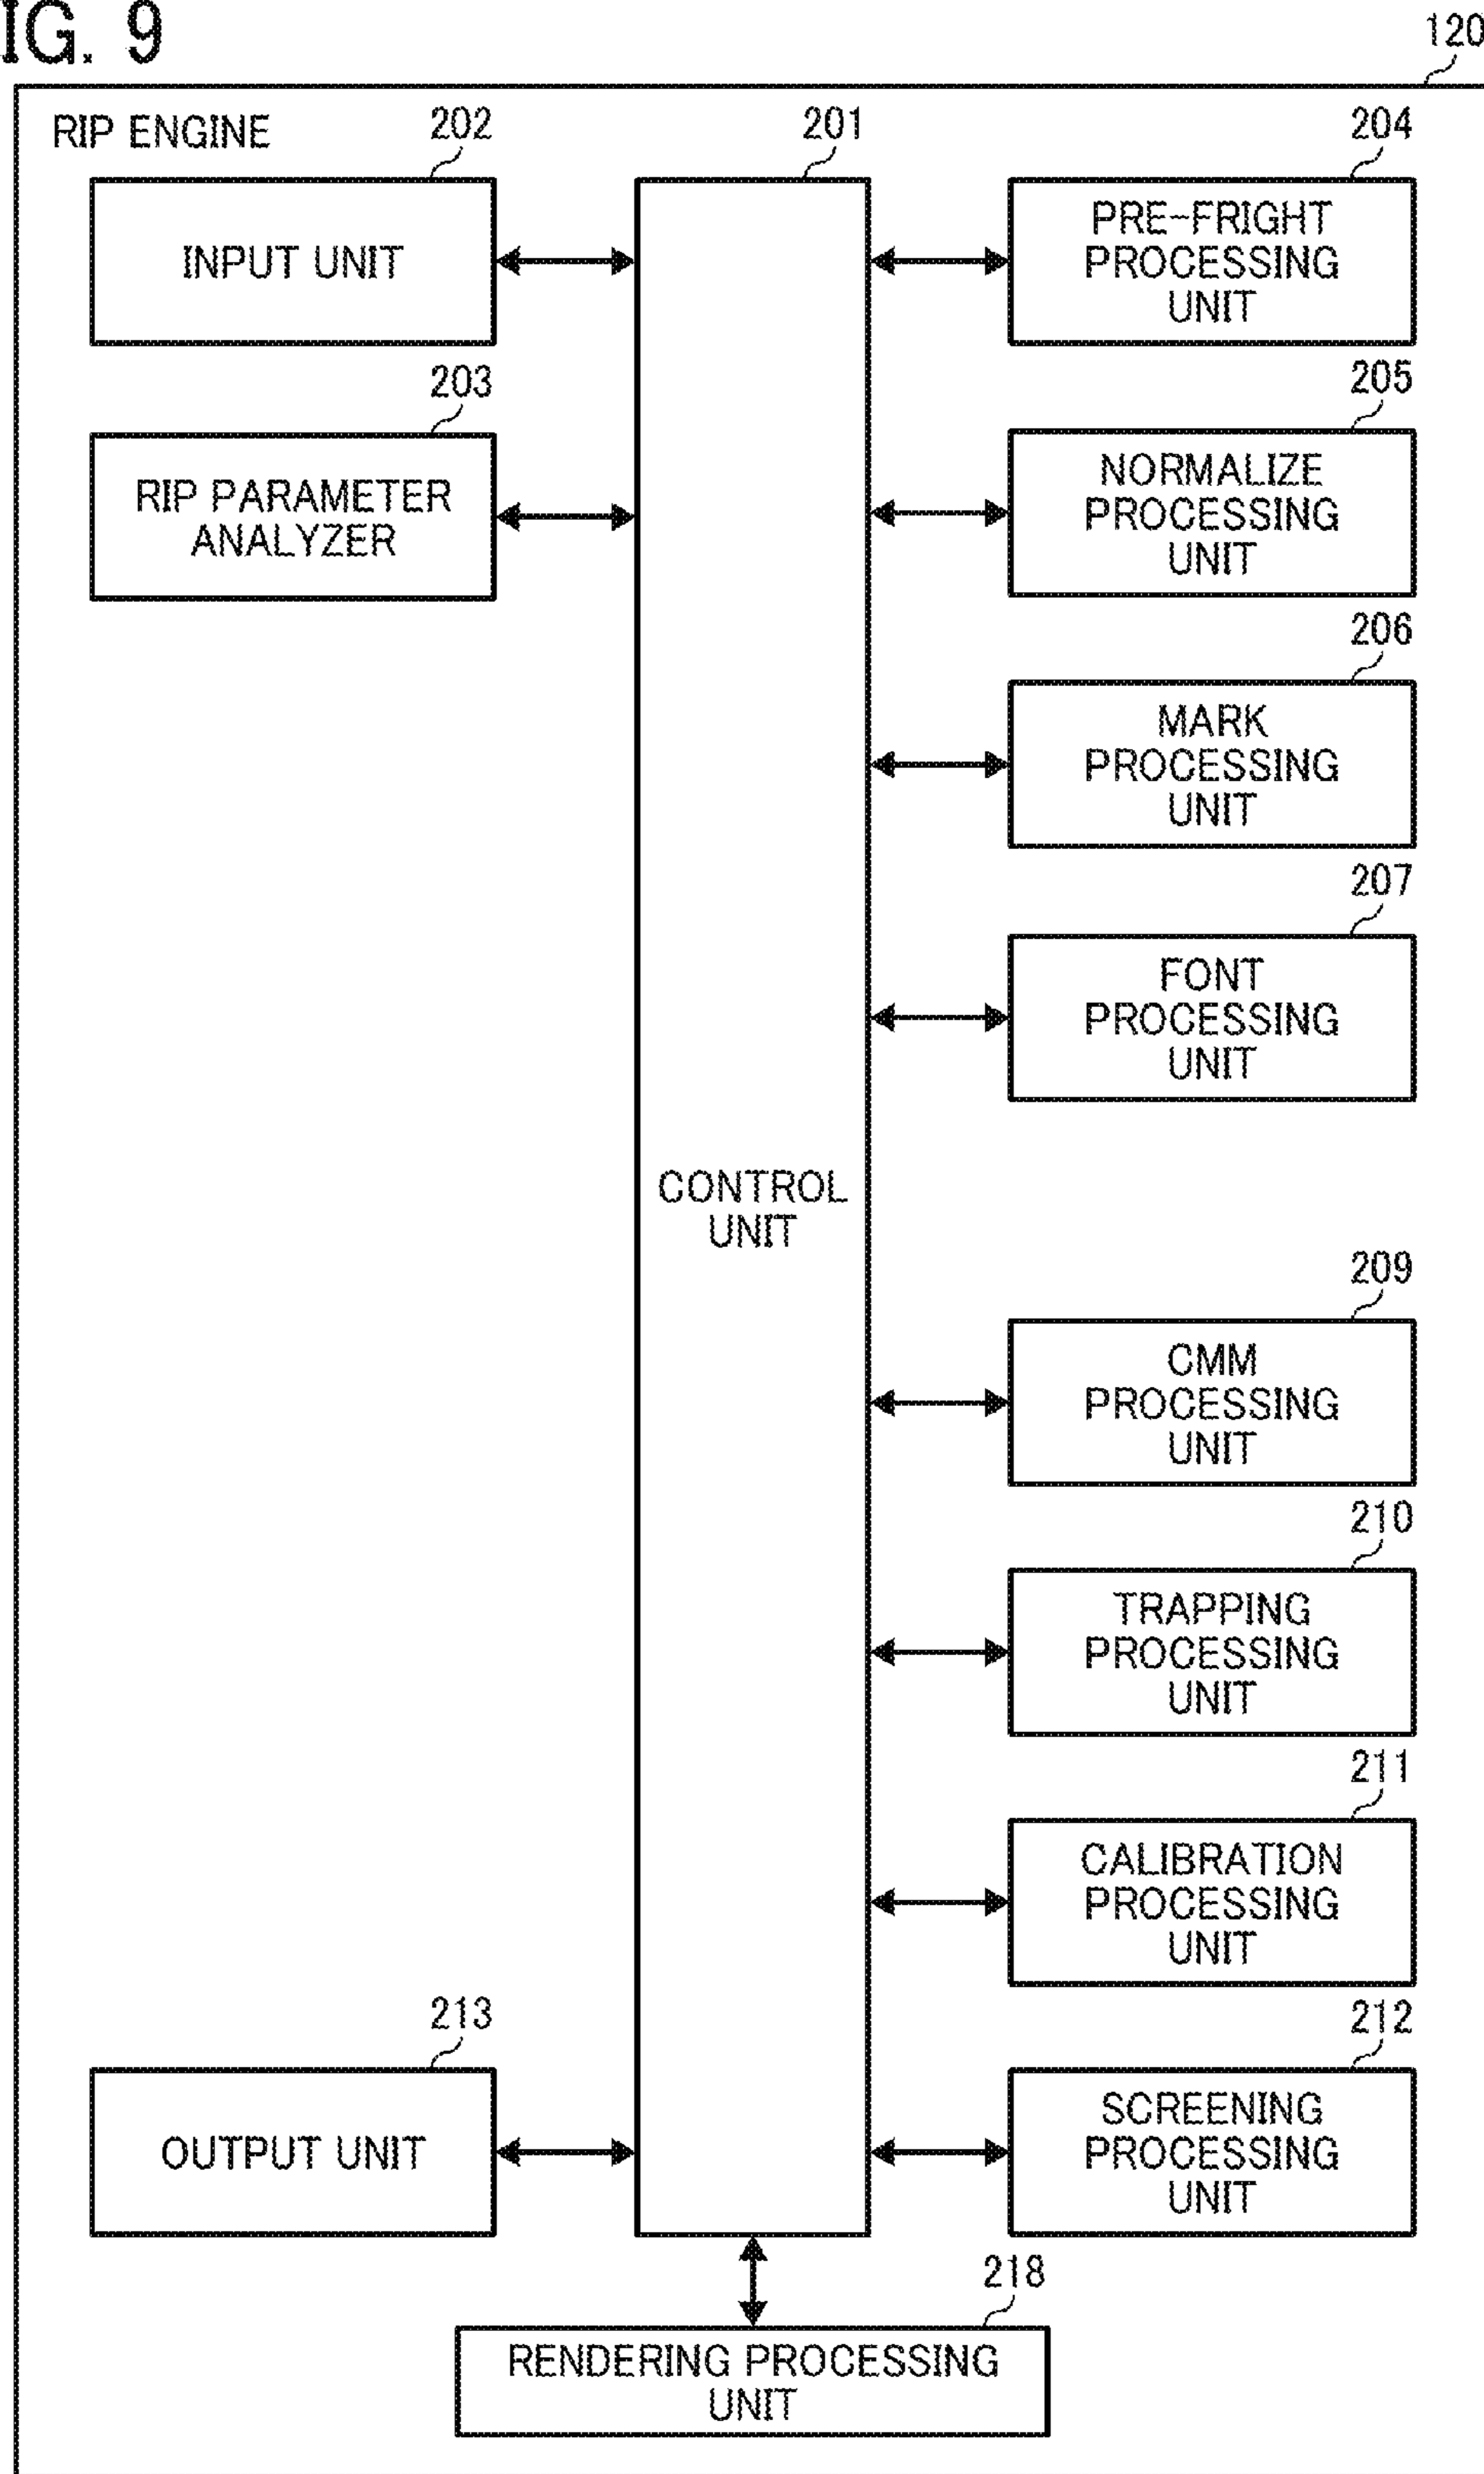 IG. 9
120
RIP ENGINE
202
201
204
INPUT UNIT
PRE-FRIGHT
PROCESSING
UNIT
203
205
RIP PARAMETER
ANALYZER
NORMALIZE
PROCESSING
UNIT
206
MARK
PROCESSING
UNIT
207
FONT
PROCESSING
UNIT
CONTROL
UNIT
209
CMM
PROCESSING
UNIT
210
TRAPPING
PROCESSING
UNIT
211
CALIBRATION
PROCESSING
UNIT
213
212
OUTPUT UNIT
SCREENING
PROCESSING
UNIT
218
RENDERING PROCESSING
UNIT